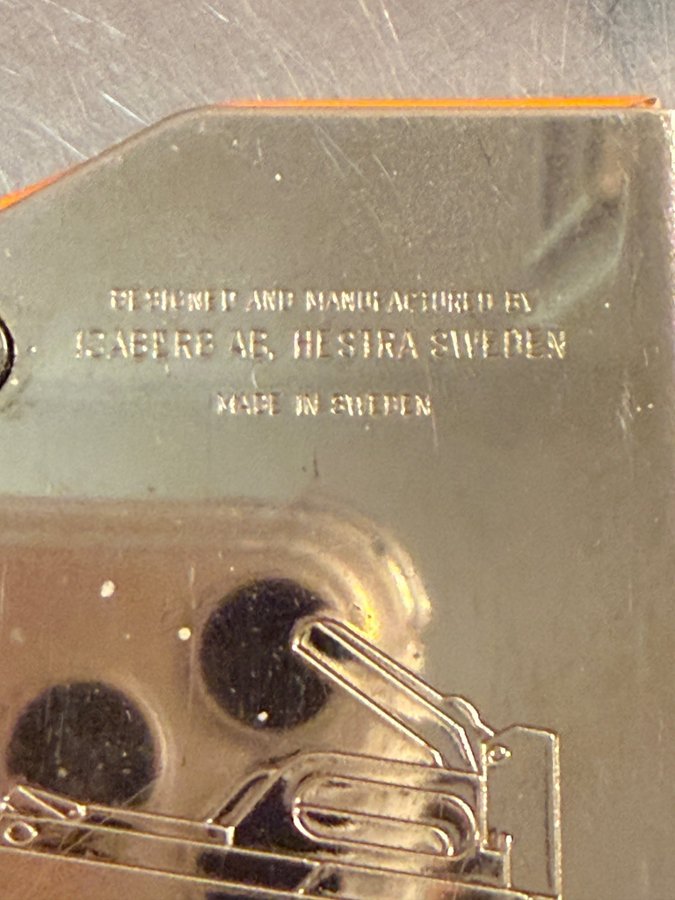 DESIGNED AND MANUFACTURED BY
ISABERG AB, HESTRA SWEDEN
MADE IN SWEDEN